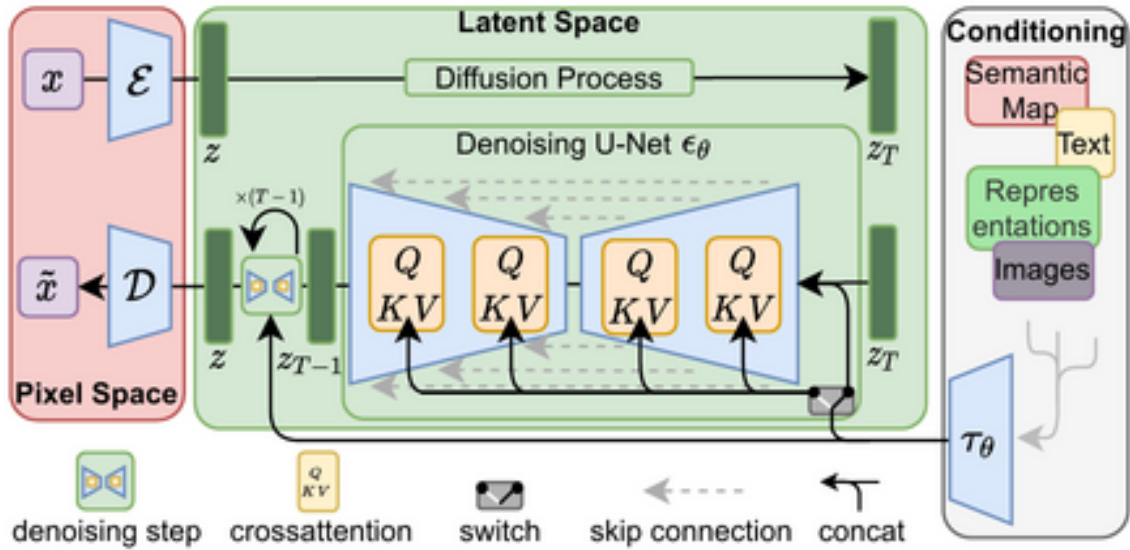 Latent Space
Conditioning
x
ℰ
z
Diffusion Process
z_T
Semantic
Map
Text
Repres
entations
Images
Denoising U-Net ϵ_θ
×(T−1)
x̃
𝒟
z
z_{T−1}
Q
KV
Q
KV
Q
KV
Q
KV
z_T
Pixel Space
τ_θ
Q
KV
denoising step
crossattention
switch
skip connection
concat